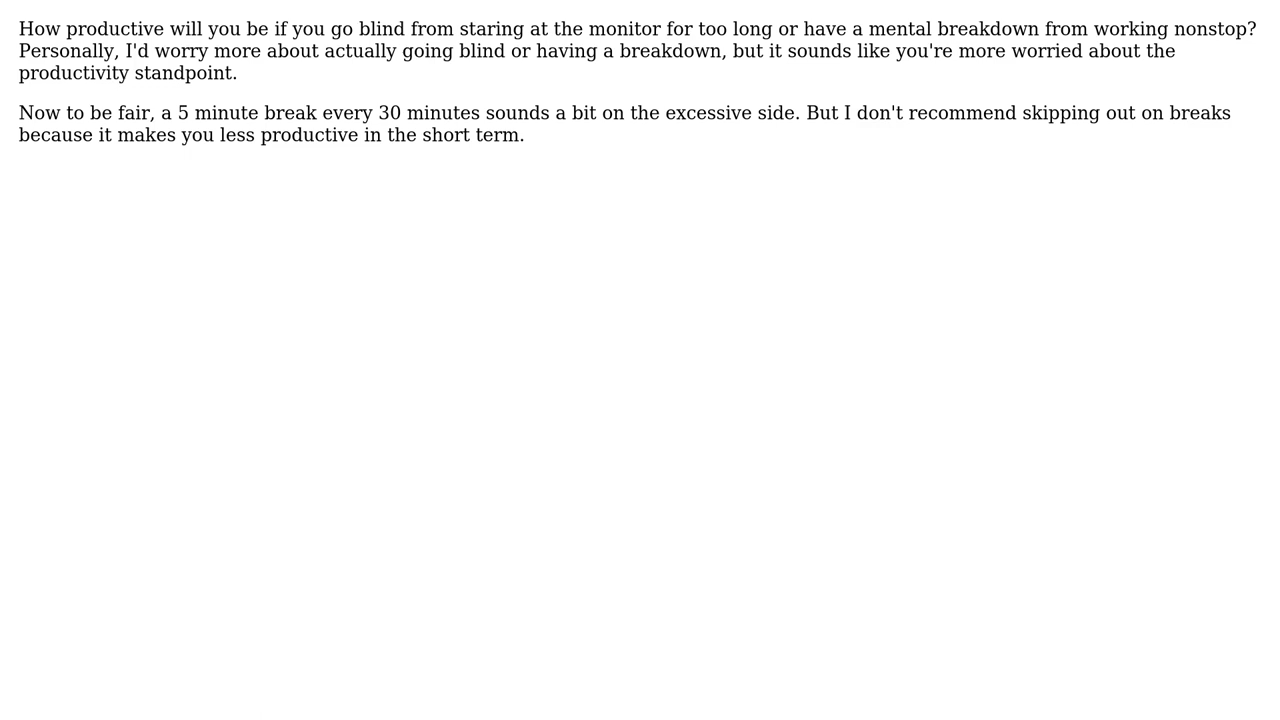 How productive will you be if you go blind from staring at the monitor for too long or have a mental breakdown from working nonstop?
Personally, I'd worry more about actually going blind or having a breakdown, but it sounds like you're more worried about the
productivity standpoint.
Now to be fair, a 5 minute break every 30 minutes sounds a bit on the excessive side. But I don't recommend skipping out on breaks
because it makes you less productive in the short term.